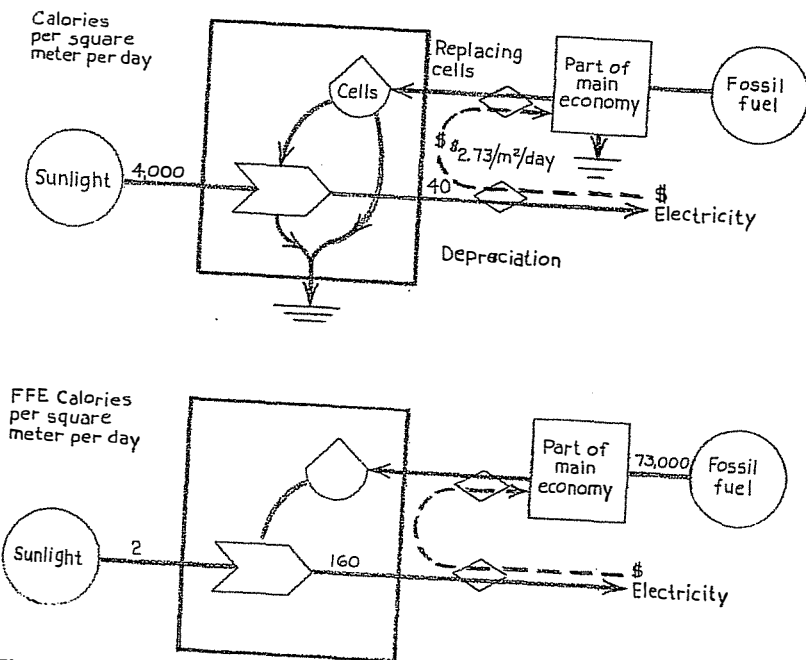 Calories
per square
meter per day
Replacing
cells
Part of
main
economy
Fossil
fuel
Cells
Sunlight
4,000
$ $2.73/m²/day
40
$
Electricity
Depreciation
FFE Calories
per square
meter per day
Part of
main
economy
73,000
Fossil
fuel
Sunlight
2
160
$
Electricity